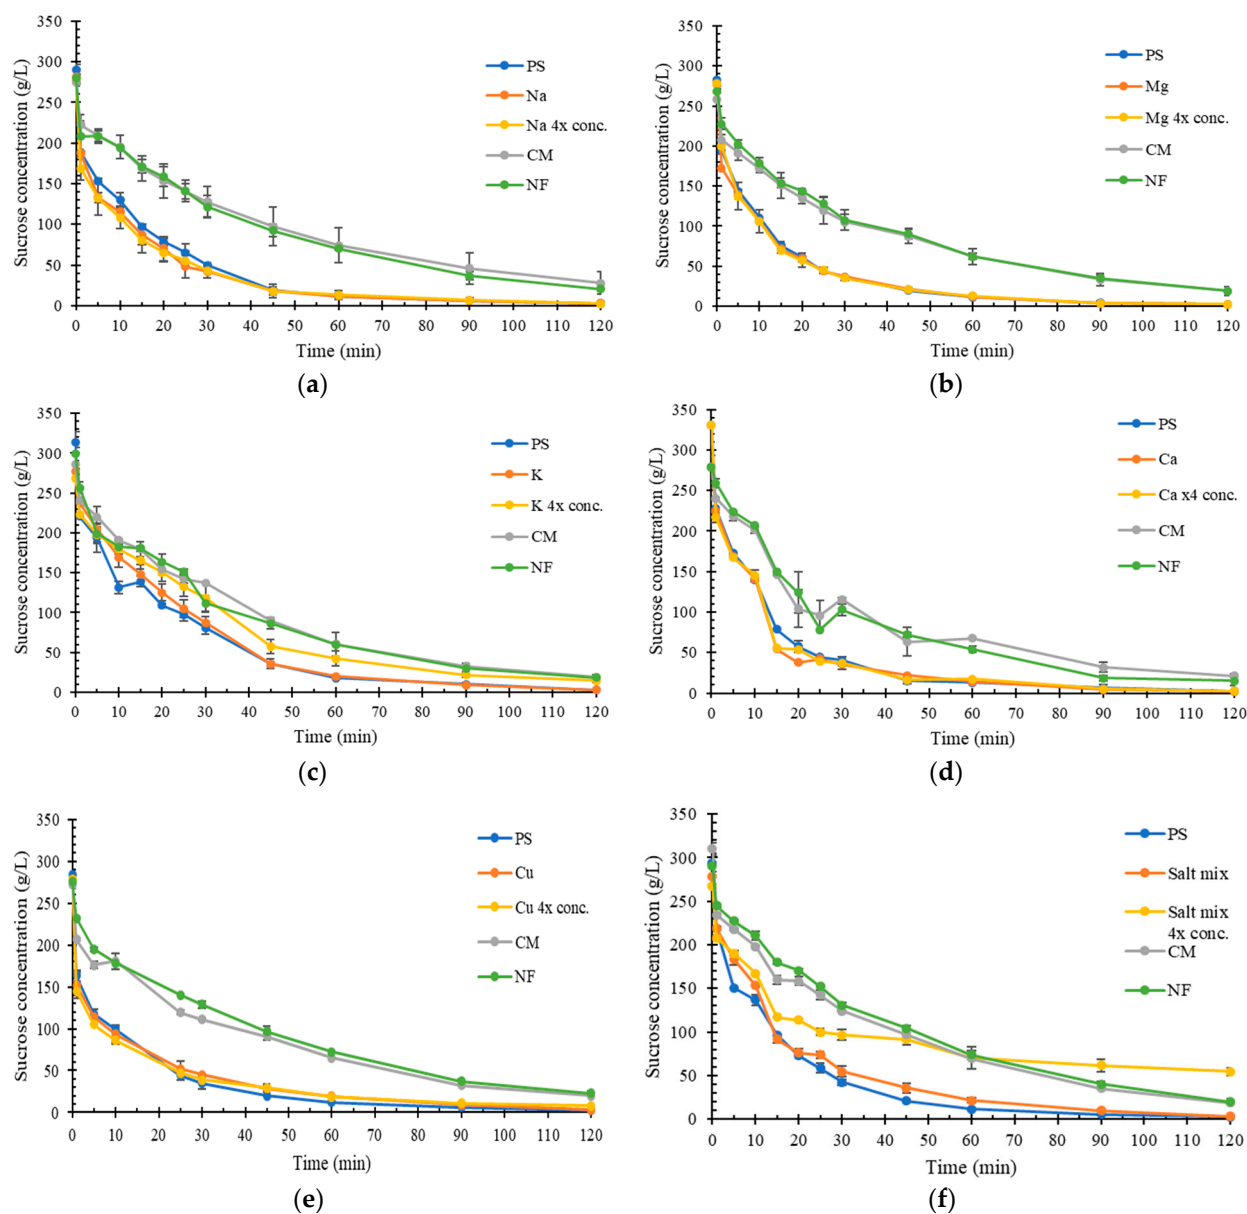 350
300
250
200
150
100
50
0
Sucrose concentration (g/L)
PS
Na
Na 4x conc.
CM
NF
0 10 20 30 40 50 60 70 80 90 100 110 120
Time (min)
(a)
350
300
250
200
150
100
50
0
Sucrose concentration (g/L)
PS
Mg
Mg 4x conc.
CM
NF
0 10 20 30 40 50 60 70 80 90 100 110 120
Time (min)
(b)
350
300
250
200
150
100
50
0
Sucrose concentration (g/L)
PS
K
K 4x conc.
CM
NF
0 10 20 30 40 50 60 70 80 90 100 110 120
Time (min)
(c)
350
300
250
200
150
100
50
0
Sucrose concentration (g/L)
PS
Ca
Ca x4 conc.
CM
NF
0 10 20 30 40 50 60 70 80 90 100 110 120
Time (min)
(d)
350
300
250
200
150
100
50
0
Sucrose concentration (g/L)
PS
Cu
Cu 4x conc.
CM
NF
0 10 20 30 40 50 60 70 80 90 100 110 120
Time (min)
(e)
350
300
250
200
150
100
50
0
Sucrose concentration (g/L)
PS
Salt mix
Salt mix
4x conc.
CM
NF
0 10 20 30 40 50 60 70 80 90 100 110 120
Time (min)
(f)